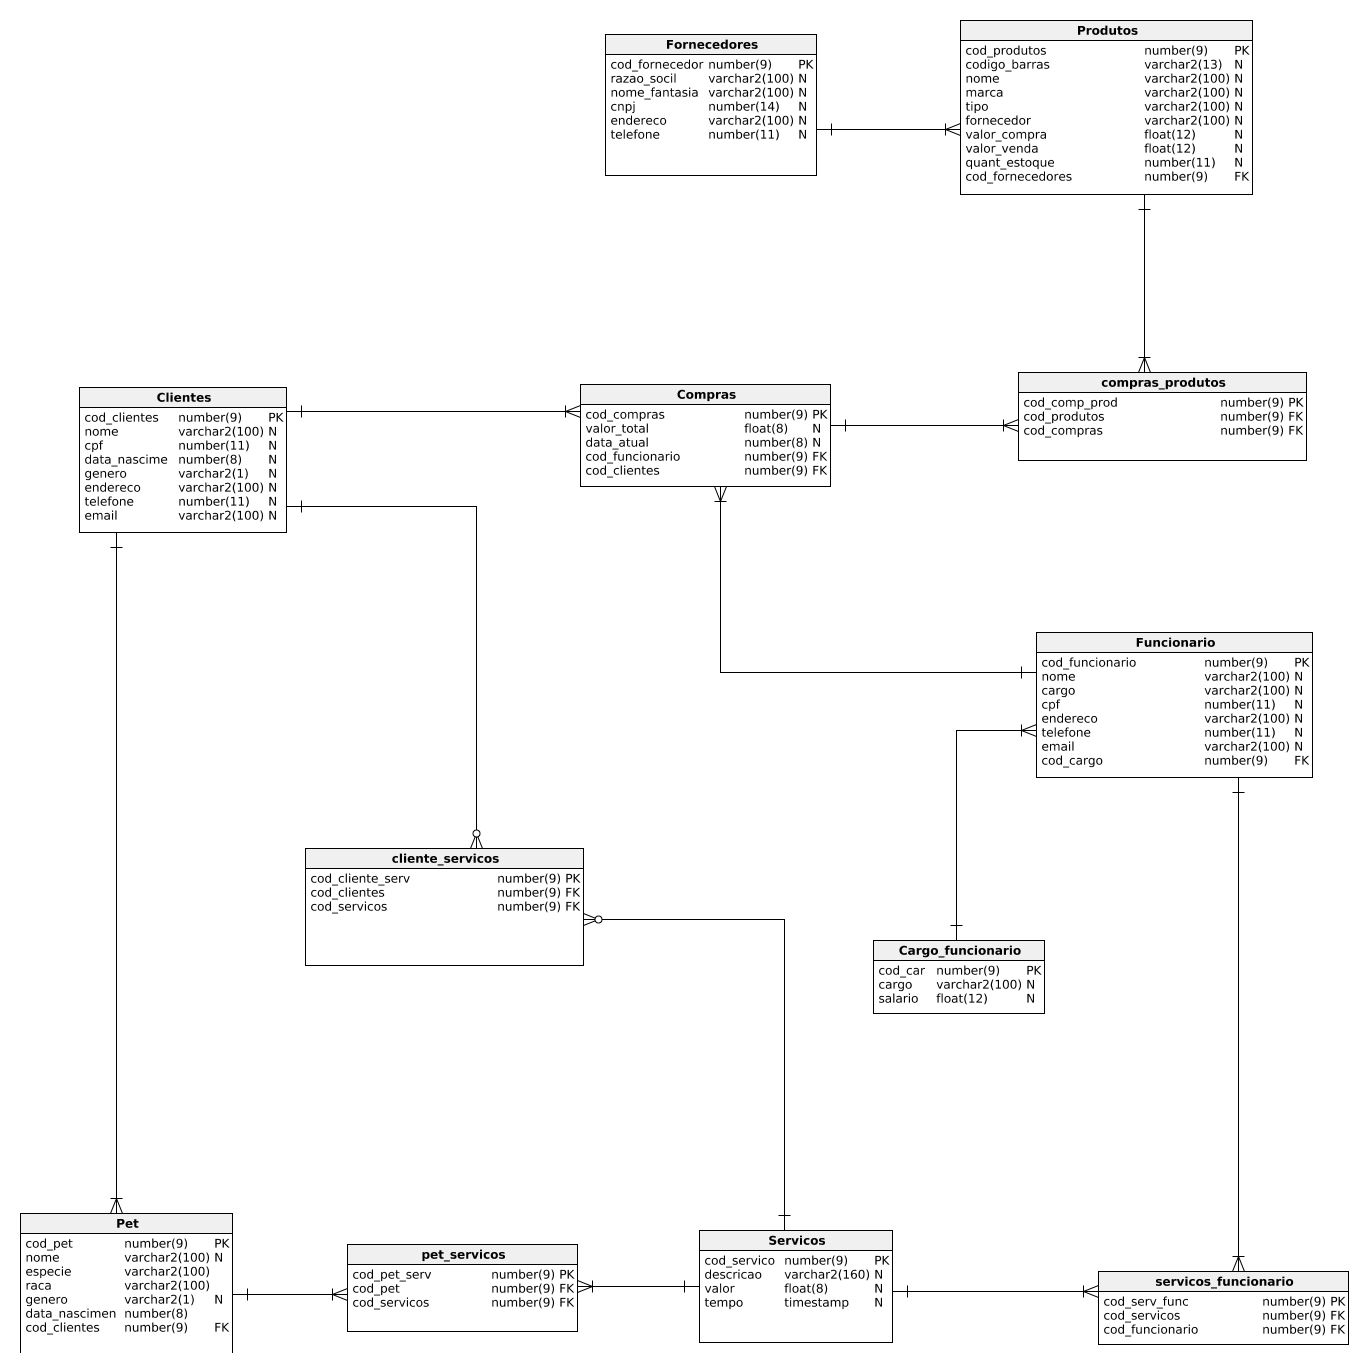 Fornecedores
cod_fornecedor number(9) PK
razao_socil varchar2(100) N
nome_fantasia varchar2(100) N
cnpj number(14) N
endereco varchar2(100) N
telefone number(11) N
Produtos
cod_produtos number(9) PK
codigo_barras varchar2(13) N
nome varchar2(100) N
marca varchar2(100) N
tipo varchar2(100) N
fornecedor varchar2(100) N
valor_compra float(12) N
valor_venda float(12) N
quant_estoque number(11) N
cod_fornecedores number(9) FK
Clientes
cod_clientes number(9) PK
nome varchar2(100) N
cpf number(11) N
data_nascime number(8) N
genero varchar2(1) N
endereco varchar2(100) N
telefone number(11) N
email varchar2(100) N
Compras
cod_compras number(9) PK
valor_total float(8) N
data_atual number(8) N
cod_funcionario number(9) FK
cod_clientes number(9) FK
compras_produtos
cod_comp_prod number(9) PK
cod_produtos number(9) FK
cod_compras number(9) FK
Funcionario
cod_funcionario number(9) PK
nome varchar2(100) N
cargo varchar2(100) N
cpf number(11) N
endereco varchar2(100) N
telefone number(11) N
email varchar2(100) N
cod_cargo number(9) FK
cliente_servicos
cod_cliente_serv number(9) PK
cod_clientes number(9) FK
cod_servicos number(9) FK
Cargo_funcionario
cod_car number(9) PK
cargo varchar2(100) N
salario float(12) N
Pet
cod_pet number(9) PK
nome varchar2(100) N
especie varchar2(100)
raca varchar2(100)
genero varchar2(1) N
data_nascimen number(8)
cod_clientes number(9) FK
pet_servicos
cod_pet_serv number(9) PK
cod_pet number(9) FK
cod_servicos number(9) FK
Servicos
cod_servico number(9) PK
descricao varchar2(160) N
valor float(8) N
tempo timestamp N
servicos_funcionario
cod_serv_func number(9) PK
cod_servicos number(9) FK
cod_funcionario number(9) FK